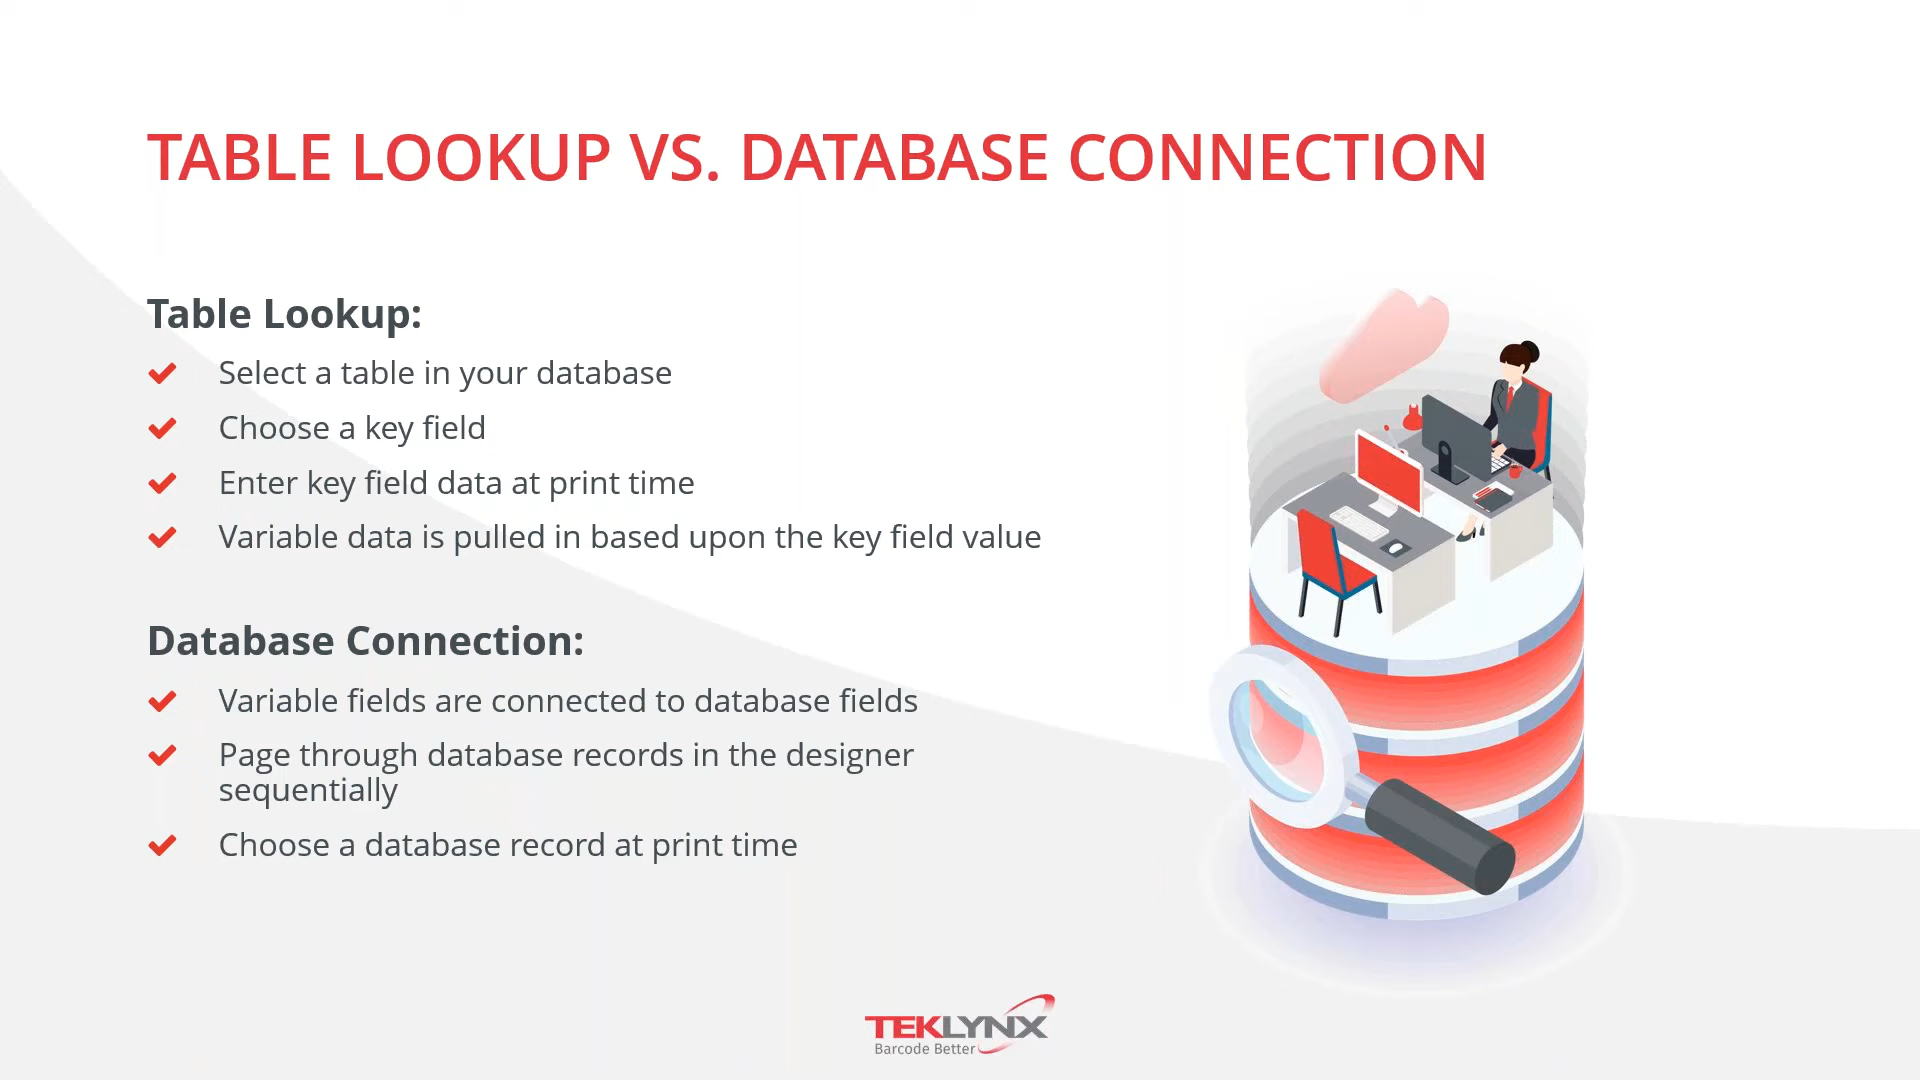 TABLE LOOKUP VS. DATABASE CONNECTION
Table Lookup:
Select a table in your database
Choose a key field
Enter key field data at print time
Variable data is pulled in based upon the key field value
Database Connection:
Variable fields are connected to database fields
Page through database records in the designer
sequentially
Choose a database record at print time
TEKLYNX
Barcode Better